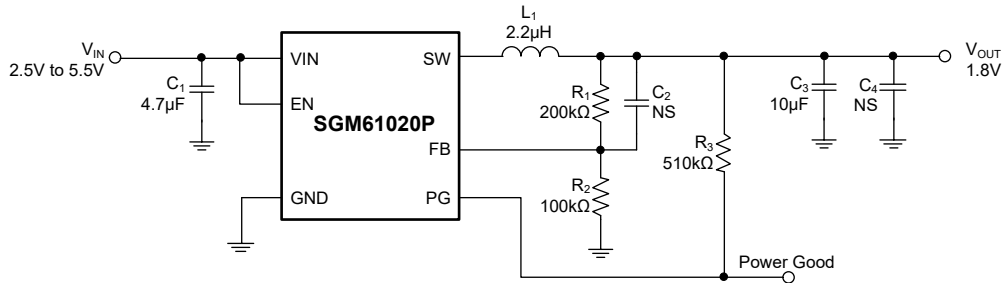 L1
2.2µH
VIN
2.5V to 5.5V
VIN
SW
VOUT
1.8V
C1
4.7µF
EN
R1
200kΩ
C2
NS
C3
10µF
C4
NS
SGM61020P
FB
R3
510kΩ
GND
PG
R2
100kΩ
Power Good